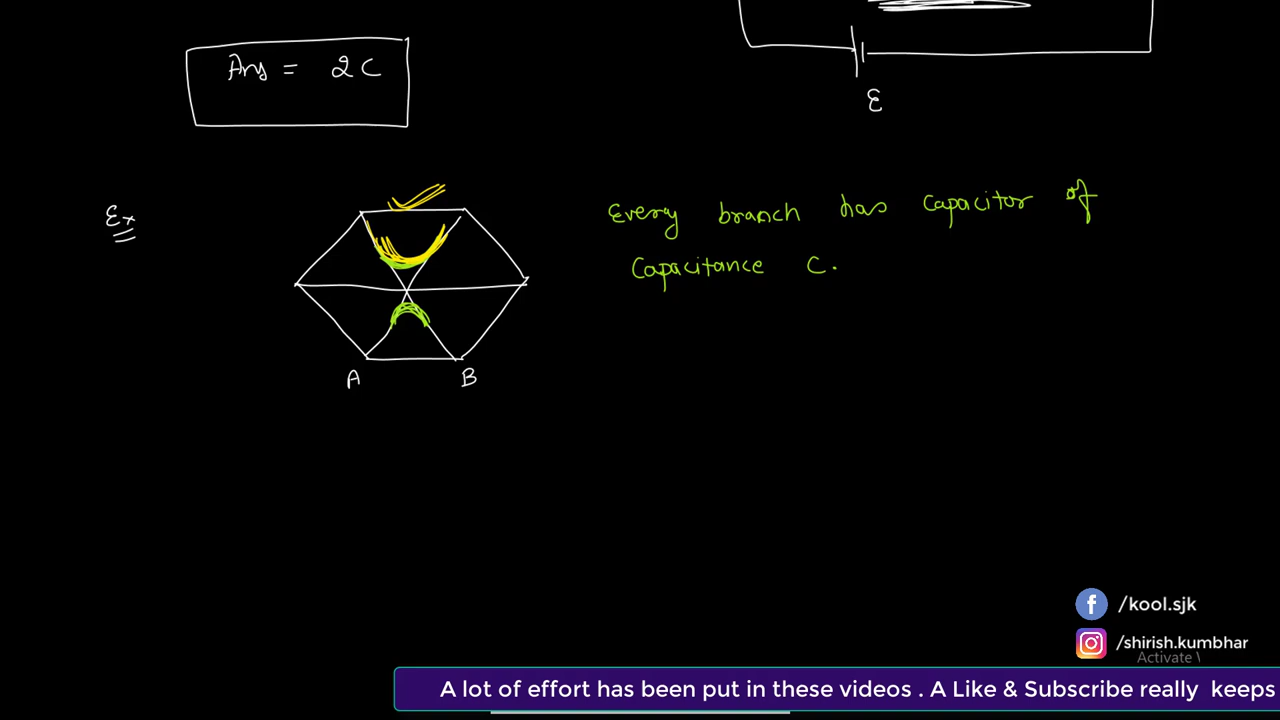 Ans = 2C
ε
Ex
Every branch has capacitor of
Capacitance C.
A B
/kool.sjk
/shirish.kumbhar
Activate \
A lot of effort has been put in these videos . A Like & Subscribe really keeps